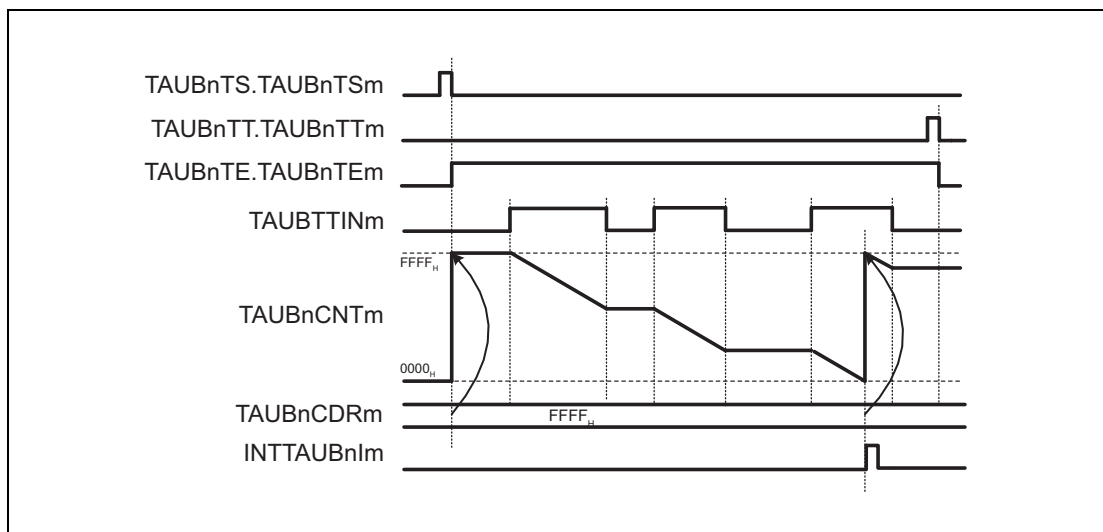 TAUBnTS.TAUBnTSm
TAUBnTT.TAUBnTTm
TAUBnTE.TAUBnTEm
TAUBTTINm
FFFFH
TAUBnCNTm
0000H
TAUBnCDRm
FFFFH
INTTAUBnIm